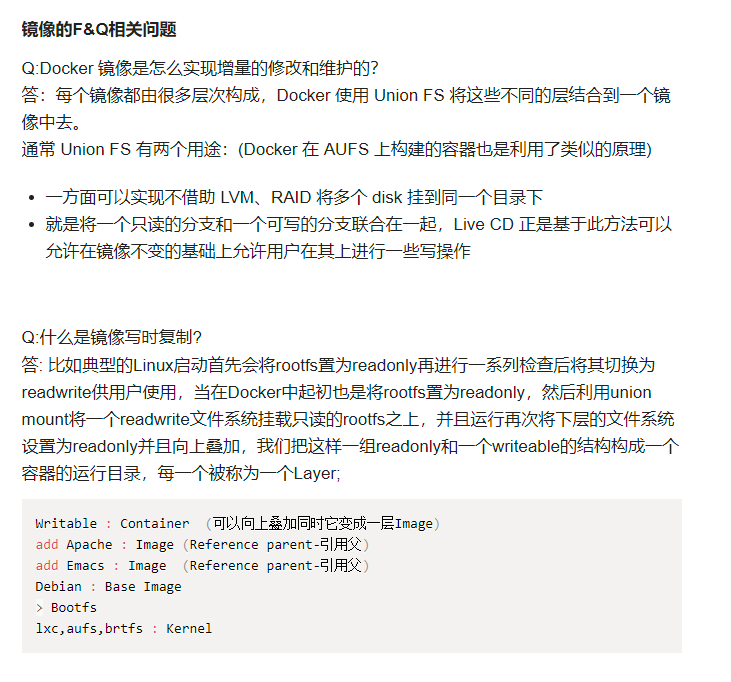 镜像的F&Q相关问题
Q:Docker 镜像是怎么实现增量的修改和维护的?
答：每个镜像都由很多层次构成，Docker 使用 Union FS 将这些不同的层结合到一个镜
像中去。
通常 Union FS 有两个用途：(Docker 在 AUFS 上构建的容器也是利用了类似的原理)
• 一方面可以实现不借助 LVM、RAID 将多个 disk 挂到同一个目录下
• 就是将一个只读的分支和一个可写的分支联合在一起，Live CD 正是基于此方法可以
允许在镜像不变的基础上允许用户在其上进行一些写操作
Q:什么是镜像写时复制?
答: 比如典型的Linux启动首先会将rootfs置为readonly再进行一系列检查后将其切换为
readwrite供用户使用，当在Docker中起初也是将rootfs置为readonly，然后利用union
mount将一个readwrite文件系统挂载只读的rootfs之上，并且运行再次将下层的文件系统
设置为readonly并且向上叠加，我们把这样一组readonly和一个writeable的结构构成一个
容器的运行目录，每一个被称为一个Layer;
Writable : Container （可以向上叠加同时它变成一层Image）
add Apache : Image (Reference parent-引用父）
add Emacs : Image （Reference parent-引用父）
Debian : Base Image
> Bootfs
lxc,aufs,brtfs : Kernel